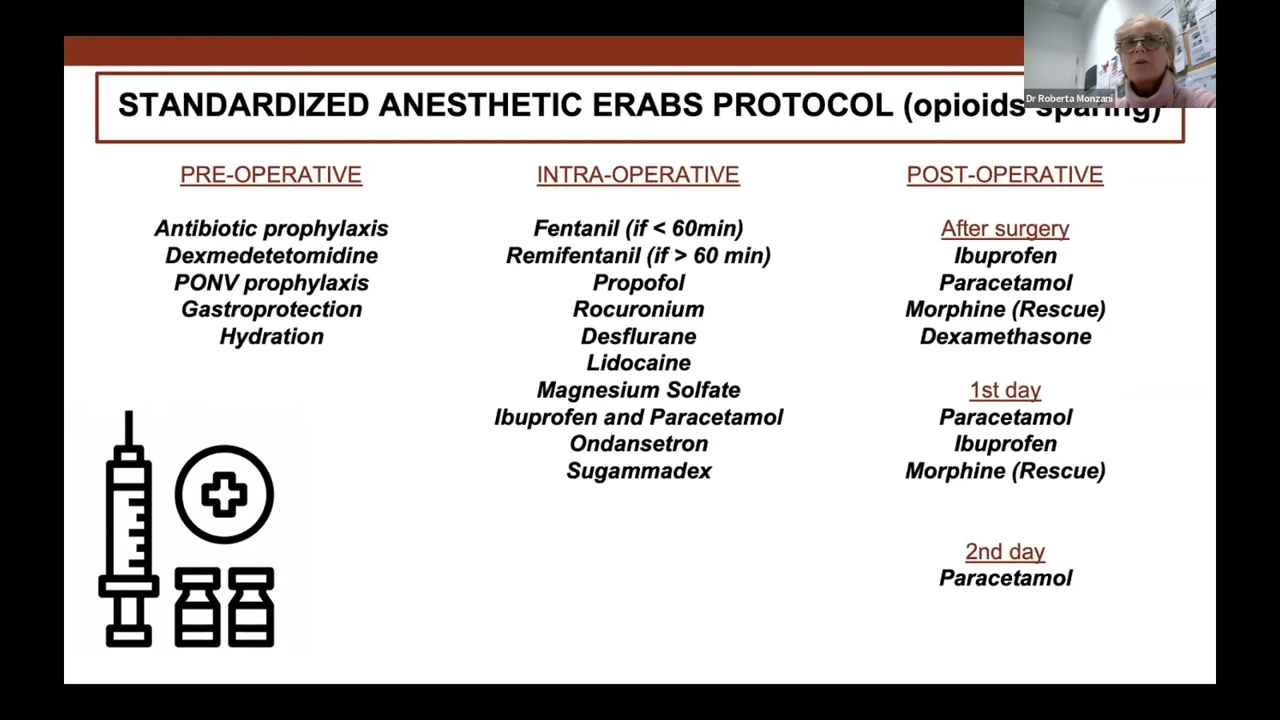 Dr Roberta Monzani
STANDARDIZED ANESTHETIC ERABS PROTOCOL (opioids sparing)
PRE-OPERATIVE
Antibiotic prophylaxis
Dexmedetetomidine
PONV prophylaxis
Gastroprotection
Hydration
INTRA-OPERATIVE
Fentanil (if < 60min)
Remifentanil (if > 60 min)
Propofol
Rocuronium
Desflurane
Lidocaine
Magnesium Solfate
Ibuprofen and Paracetamol
Ondansetron
Sugammadex
POST-OPERATIVE
After surgery
Ibuprofen
Paracetamol
Morphine (Rescue)
Dexamethasone
1st day
Paracetamol
Ibuprofen
Morphine (Rescue)
2nd day
Paracetamol